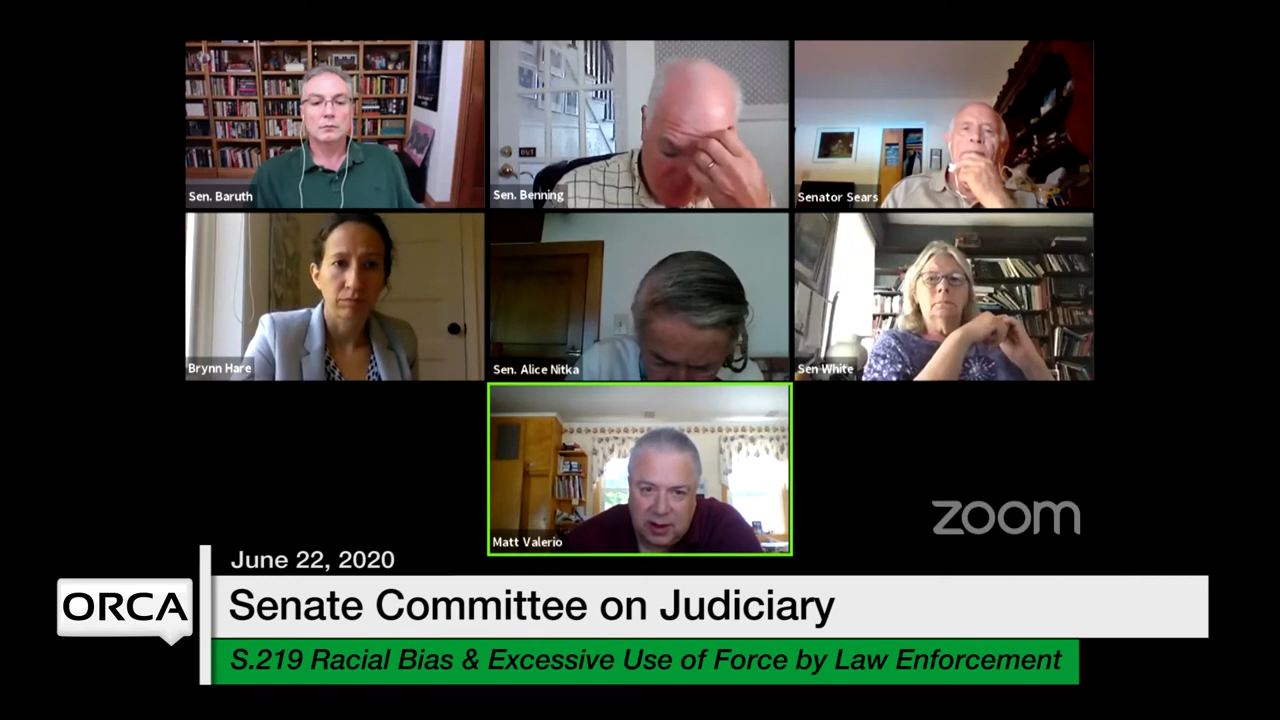 Sen. Baruth
Sen. Benning
OUT
Senator Sears
Brynn Hare
Sen. Alice Nitka
Sen White
Matt Valerio
zoom
June 22, 2020
ORCA
Senate Committee on Judiciary
S.219 Racial Bias & Excessive Use of Force by Law Enforcement